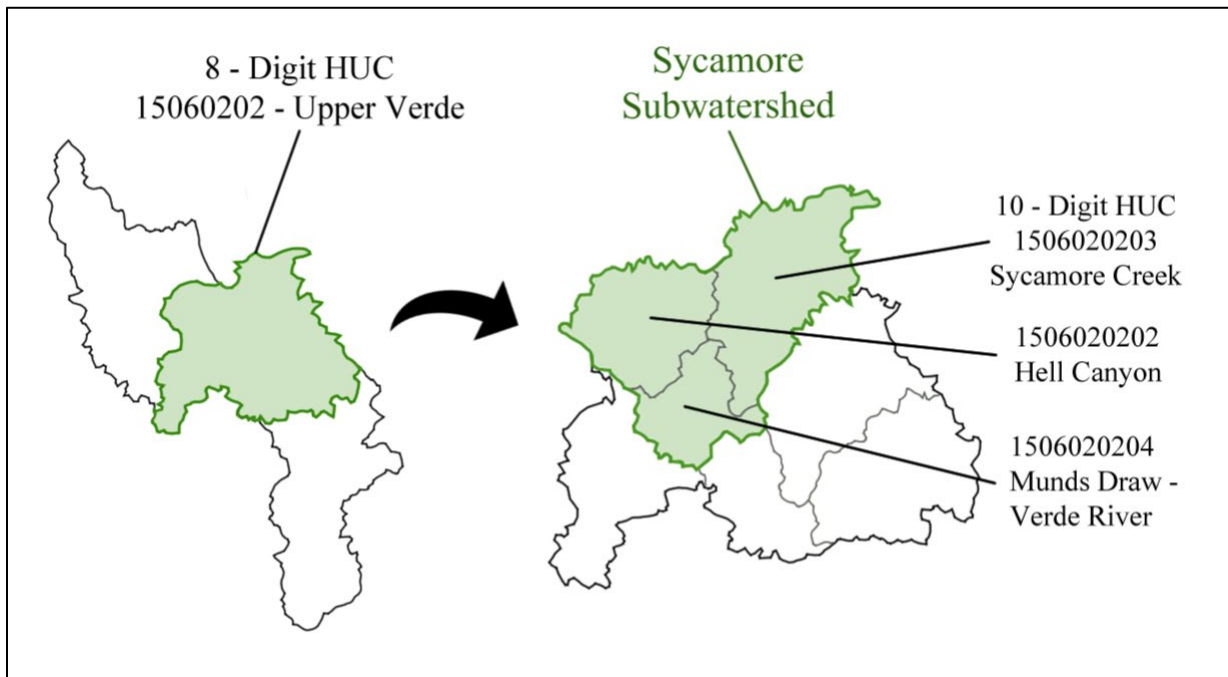 8 - Digit HUC
15060202 - Upper Verde
Sycamore
Subwatershed
10 - Digit HUC
1506020203
Sycamore Creek
1506020202
Hell Canyon
1506020204
Munds Draw -
Verde River